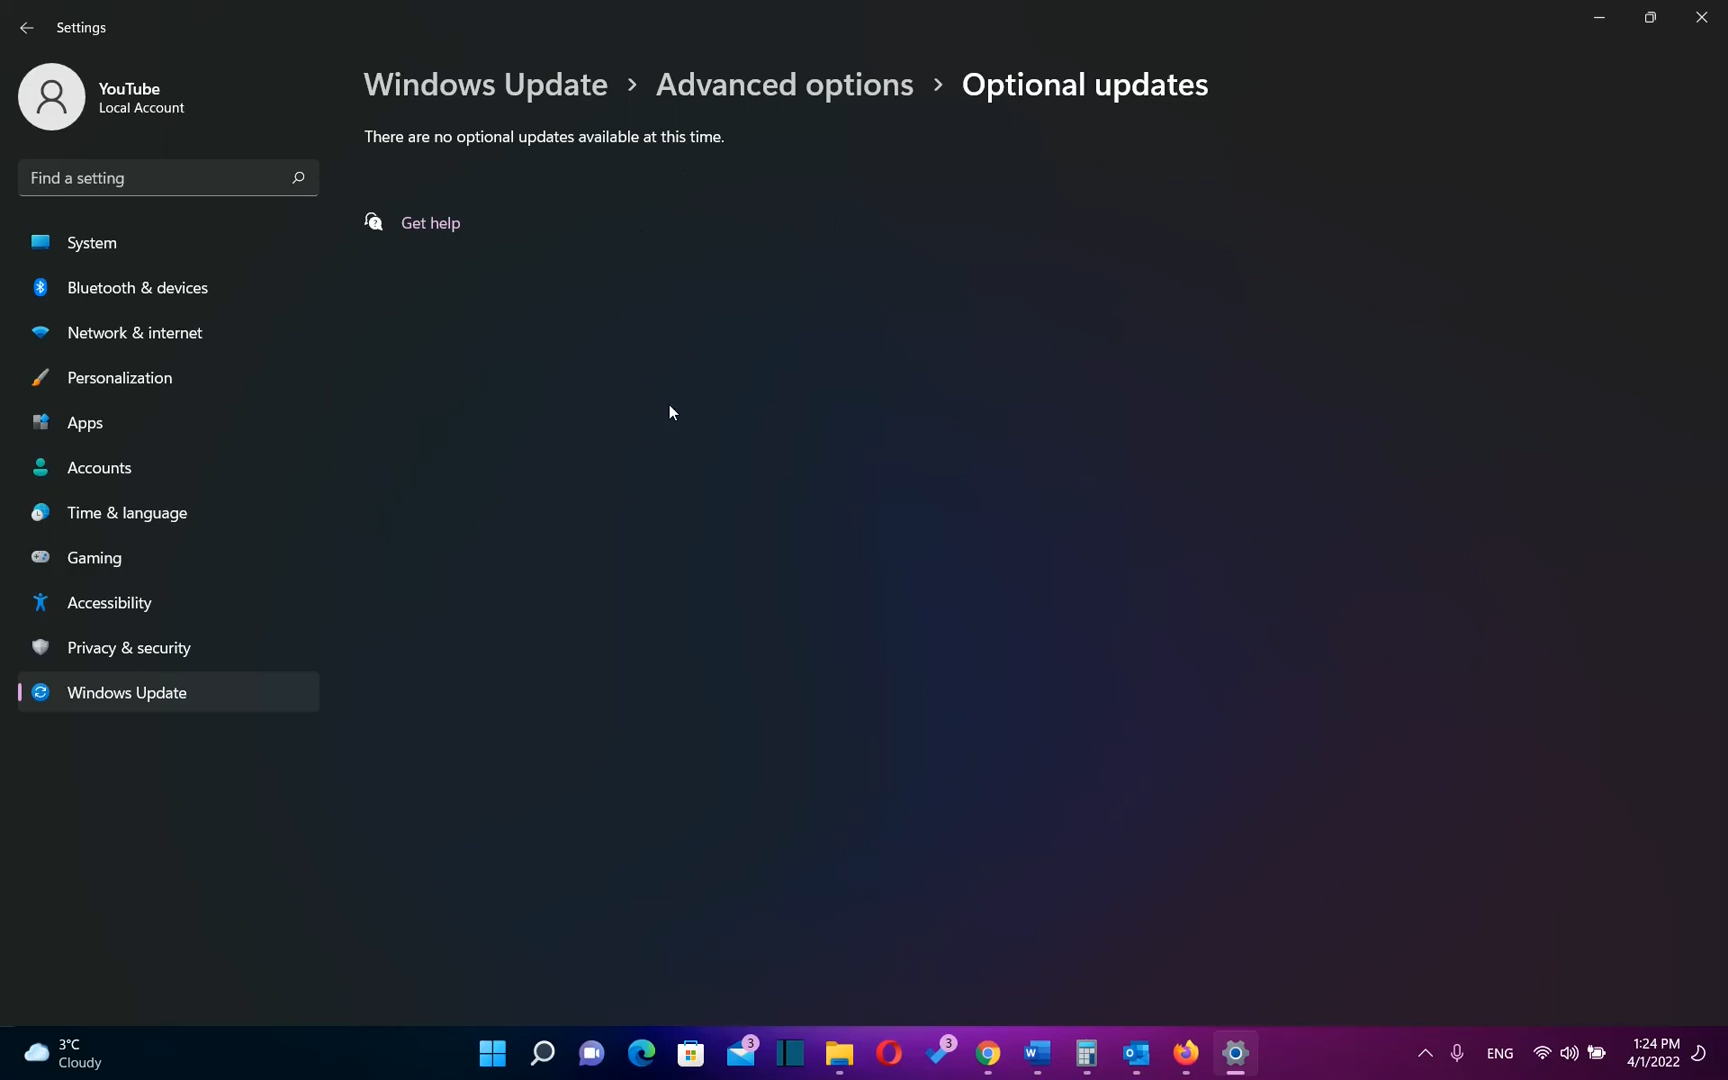 Settings
YouTube
Local Account
Find a setting
System
Bluetooth & devices
Network & internet
Personalization
Apps
Accounts
Time & language
Gaming
Accessibility
Privacy & security
Windows Update
Windows Update > Advanced options > Optional updates
There are no optional updates available at this time.
Get help
3°C
Cloudy
3
3
ENG
1:24 PM
4/1/2022